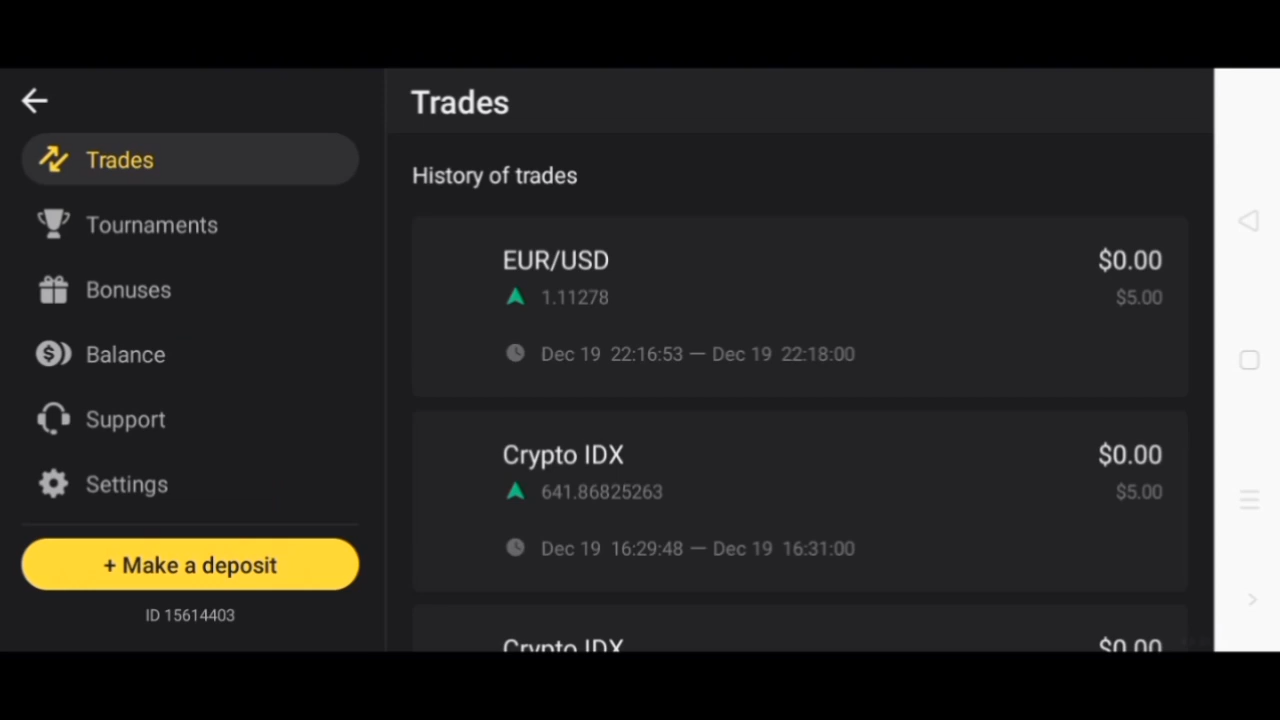 Trades
Tournaments
Bonuses
Balance
Support
Settings
+ Make a deposit
ID 15614403
Trades
History of trades
EUR/USD $0.00
1.11278 $5.00
Dec 19 22:16:53 — Dec 19 22:18:00
Crypto IDX $0.00
641.86825263 $5.00
Dec 19 16:29:48 — Dec 19 16:31:00
Crypto IDX $0.00